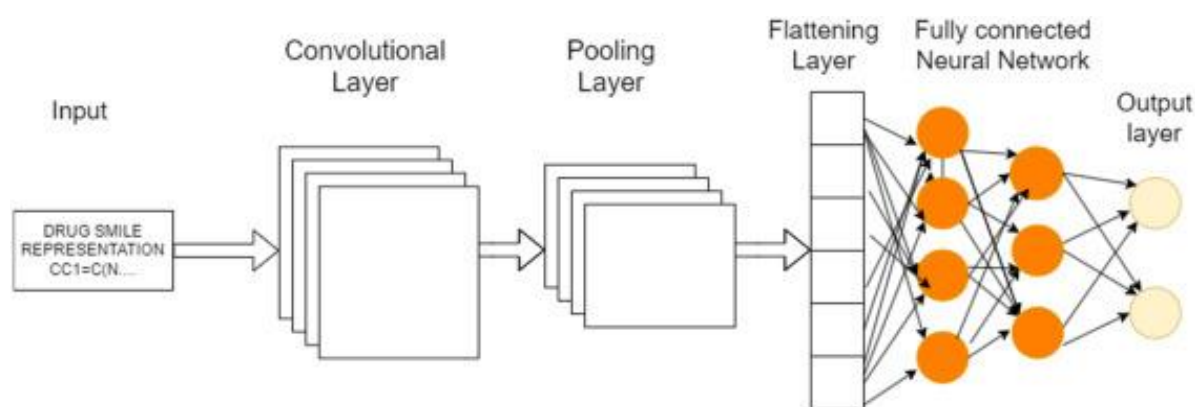 Input
DRUG SMILE
REPRESENTATION
CC1=C(N....
Convolutional
Layer
Pooling
Layer
Flattening
Layer
Fully connected
Neural Network
Output
layer